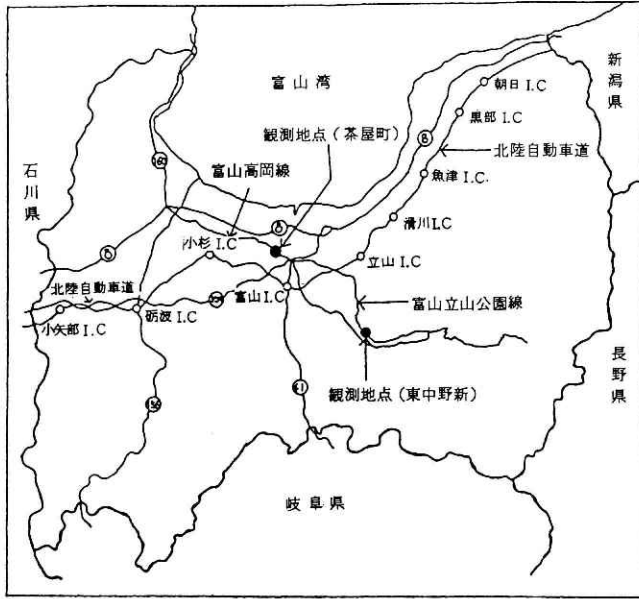 富山湾
新潟県
朝日 I.C
黒部 I.C
観測地点（茶屋町）
8
北陸自動車道
富山高岡線
160
魚津 I.C.
石川県
滑川 I.C
8
小杉 I.C
8
立山 I.C
北陸自動車道
富山 I.C
富山立山公園線
砺波 I.C
小矢部 I.C
長野県
観測地点（東中野新）
156
41
岐阜県